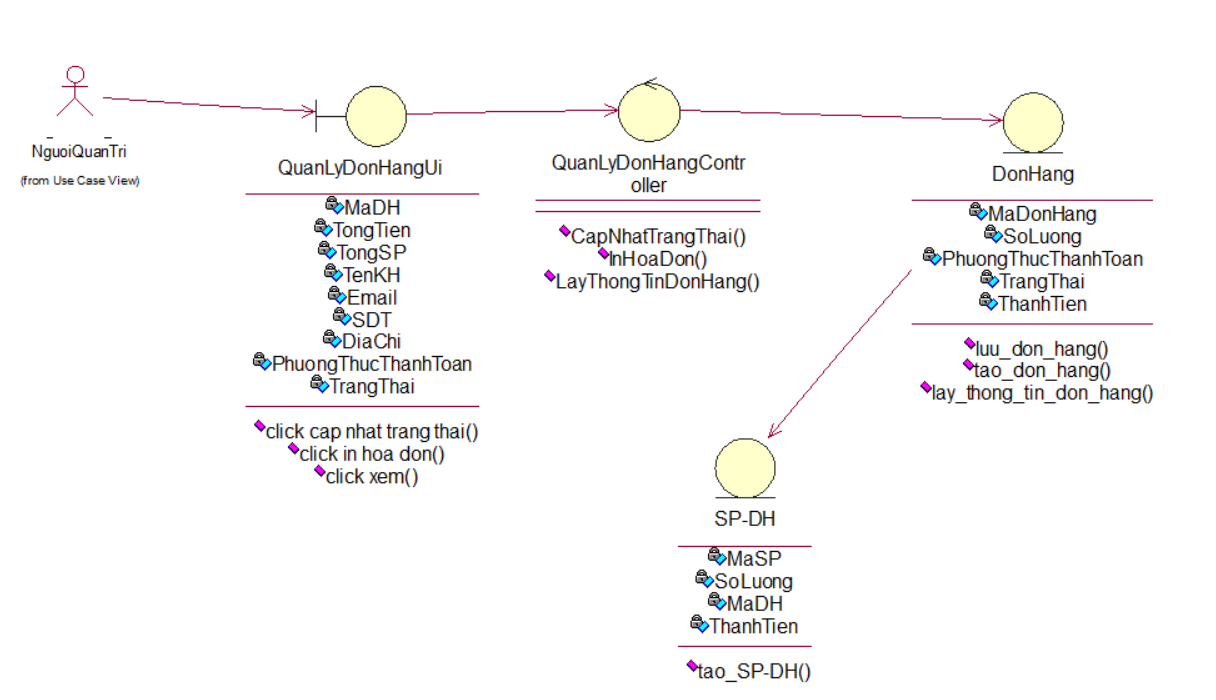 NguoiQuanTri
(from Use Case View)
QuanLyDonHangUi
MaDH
TongTien
TongSP
TenKH
Email
SDT
DiaChi
PhuongThucThanhToan
TrangThai
click cap nhat trang thai()
click in hoa don()
click xem()
QuanLyDonHangContr
oller
CapNhatTrangThai()
InHoaDon()
LayThongTinDonHang()
DonHang
MaDonHang
SoLuong
PhuongThucThanhToan
TrangThai
ThanhTien
luu_don_hang()
tao_don_hang()
lay_thong_tin_don_hang()
SP-DH
MaSP
SoLuong
MaDH
ThanhTien
tao_SP-DH()